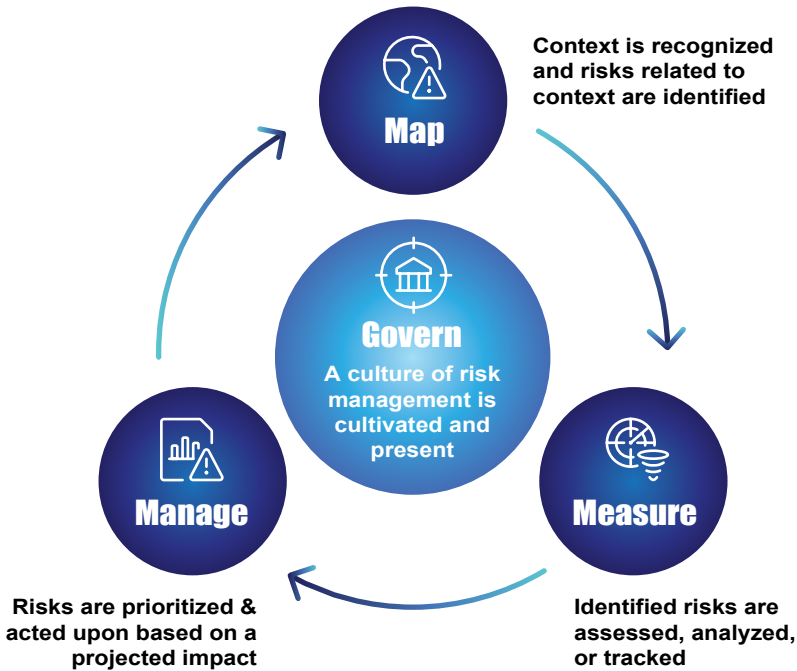 Map
Context is recognized
and risks related to
context are identified
Govern
A culture of risk
management is
cultivated and
present
Manage
Measure
Risks are prioritized &
acted upon based on a
projected impact
Identified risks are
assessed, analyzed,
or tracked